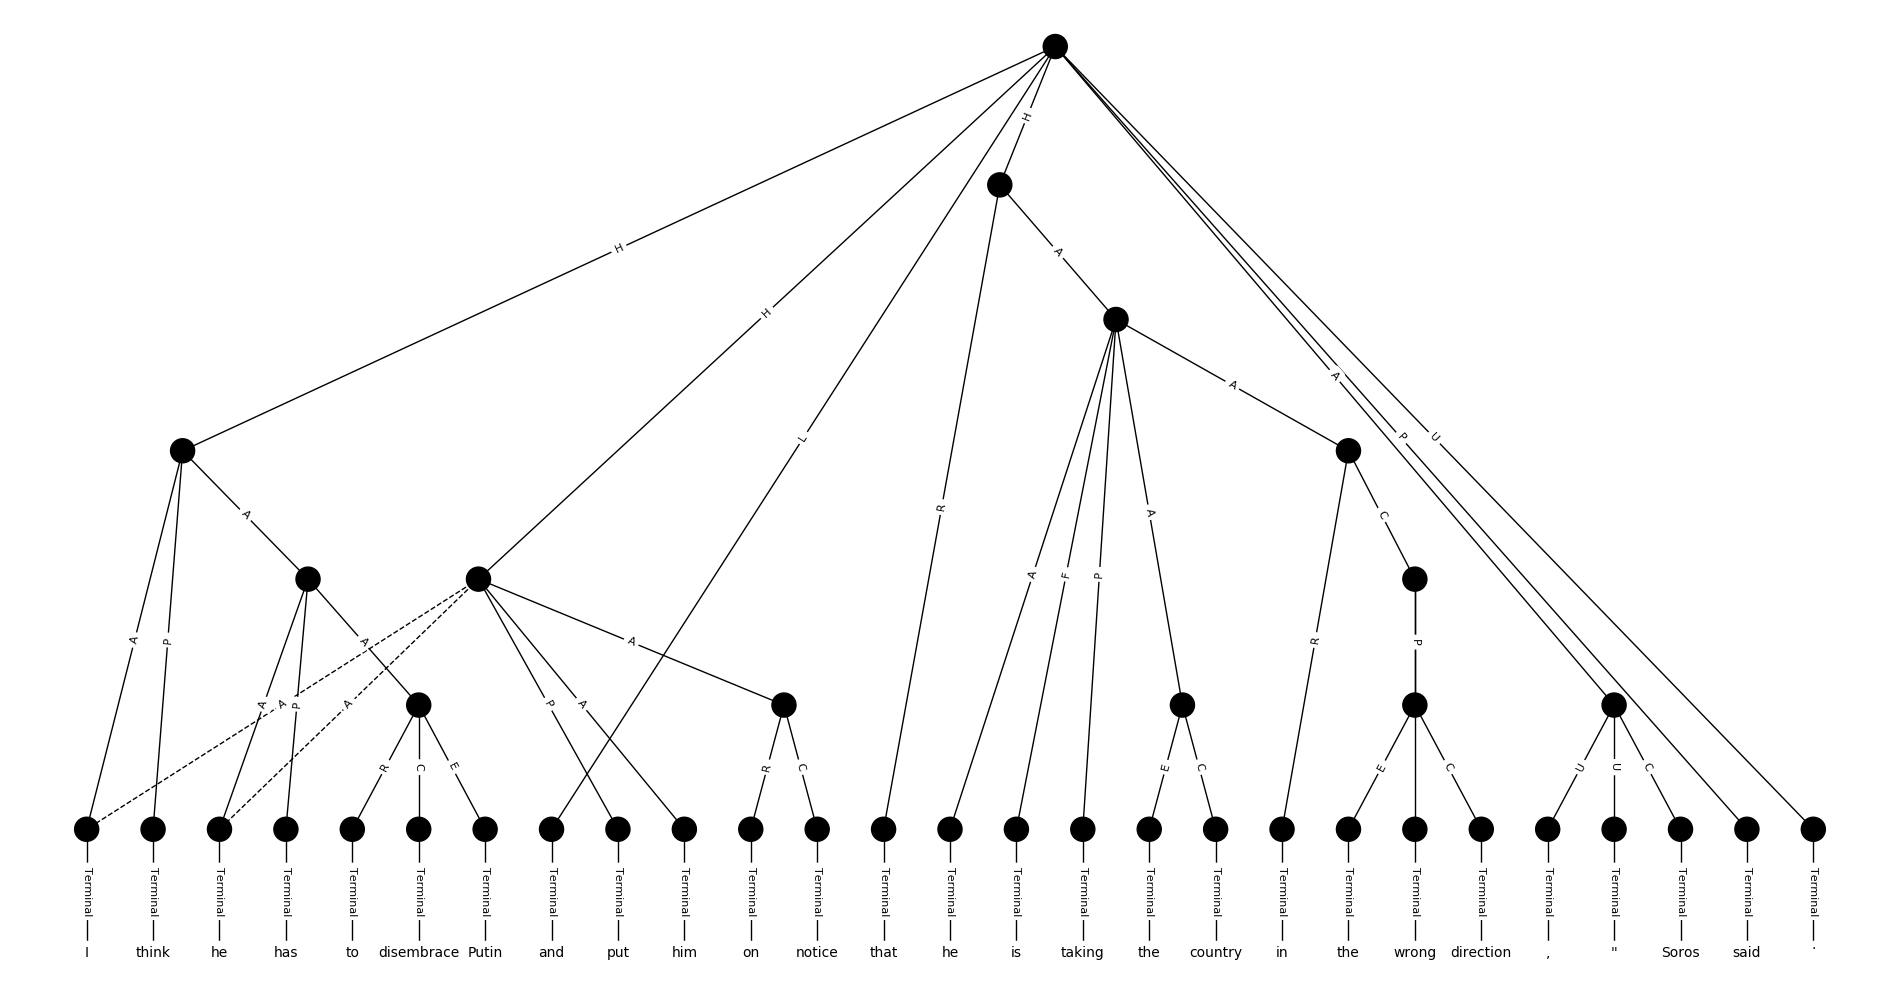 H
H
A
H
H
A
A
A
L
P
U
R
A
C
A
A
F
P
A
P
A
R
P
A
A
P
A
A
P
A
R
C
E
R
C
E
C
E
C
U
U
C
Terminal Terminal Terminal Terminal Terminal Terminal Terminal Terminal Terminal Terminal Terminal Terminal Terminal Terminal Terminal Terminal Terminal Terminal Terminal Terminal Terminal Terminal Terminal Terminal Terminal Terminal Terminal
I think he has to disembrace Putin and put him on notice that he is taking the country in the wrong direction , " Soros said .